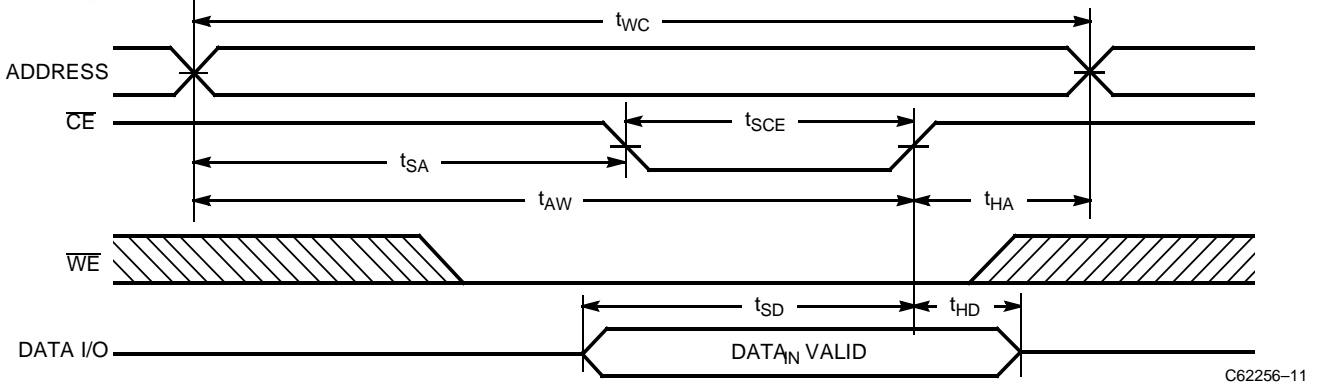 tWC
ADDRESS
CE
tSCE
tSA
tAW
tHA
WE
tSD
tHD
DATA I/O
DATAIN VALID
C62256–11